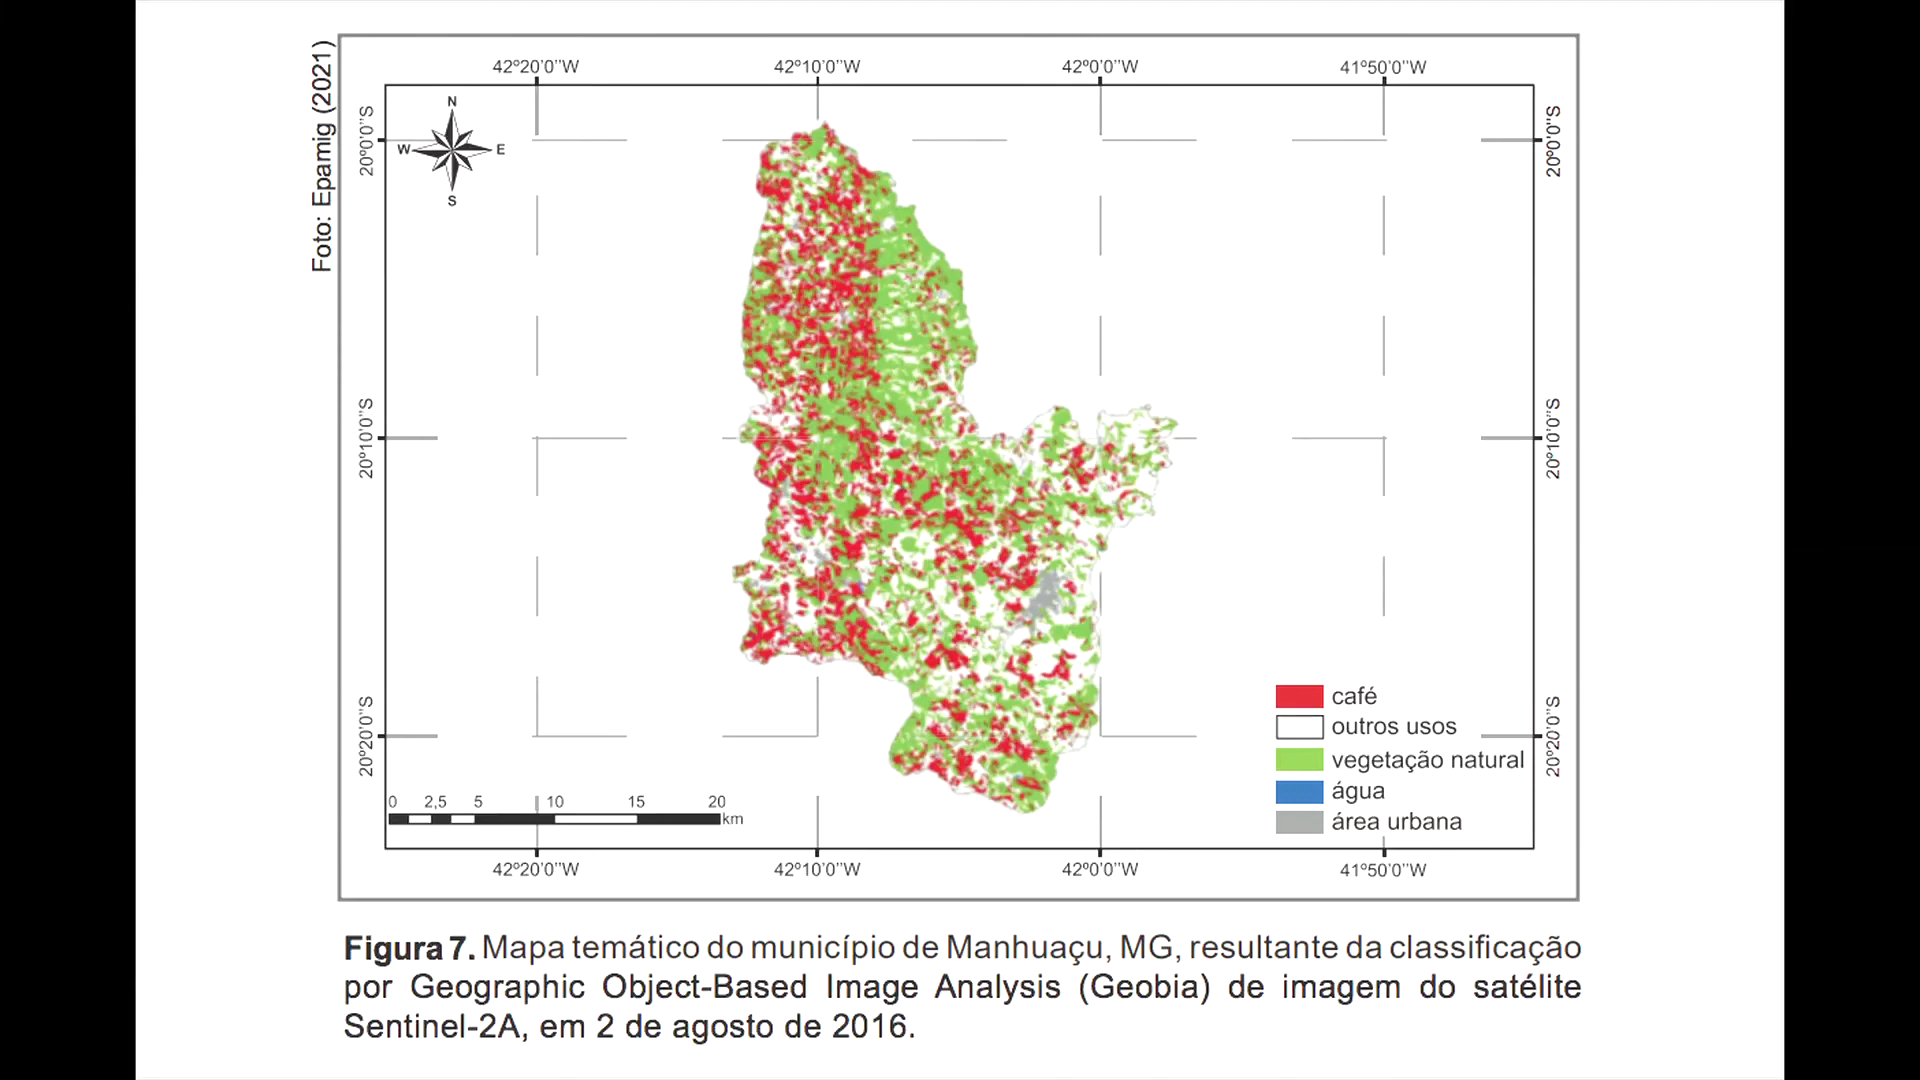 Foto: Epamig (2021)
42°20'0''W 42°10'0''W 42°0'0''W 41°50'0''W
20°0'0''S 20°0'0''S
N
W E
S
20°10'0''S 20°10'0''S
20°20'0''S 20°20'0''S
café
outros usos
vegetação natural
água
área urbana
0 2,5 5 10 15 20
km
42°20'0''W 42°10'0''W 42°0'0''W 41°50'0''W
Figura 7. Mapa temático do município de Manhuaçu, MG, resultante da classificação
por Geographic Object-Based Image Analysis (Geobia) de imagem do satélite
Sentinel-2A, em 2 de agosto de 2016.